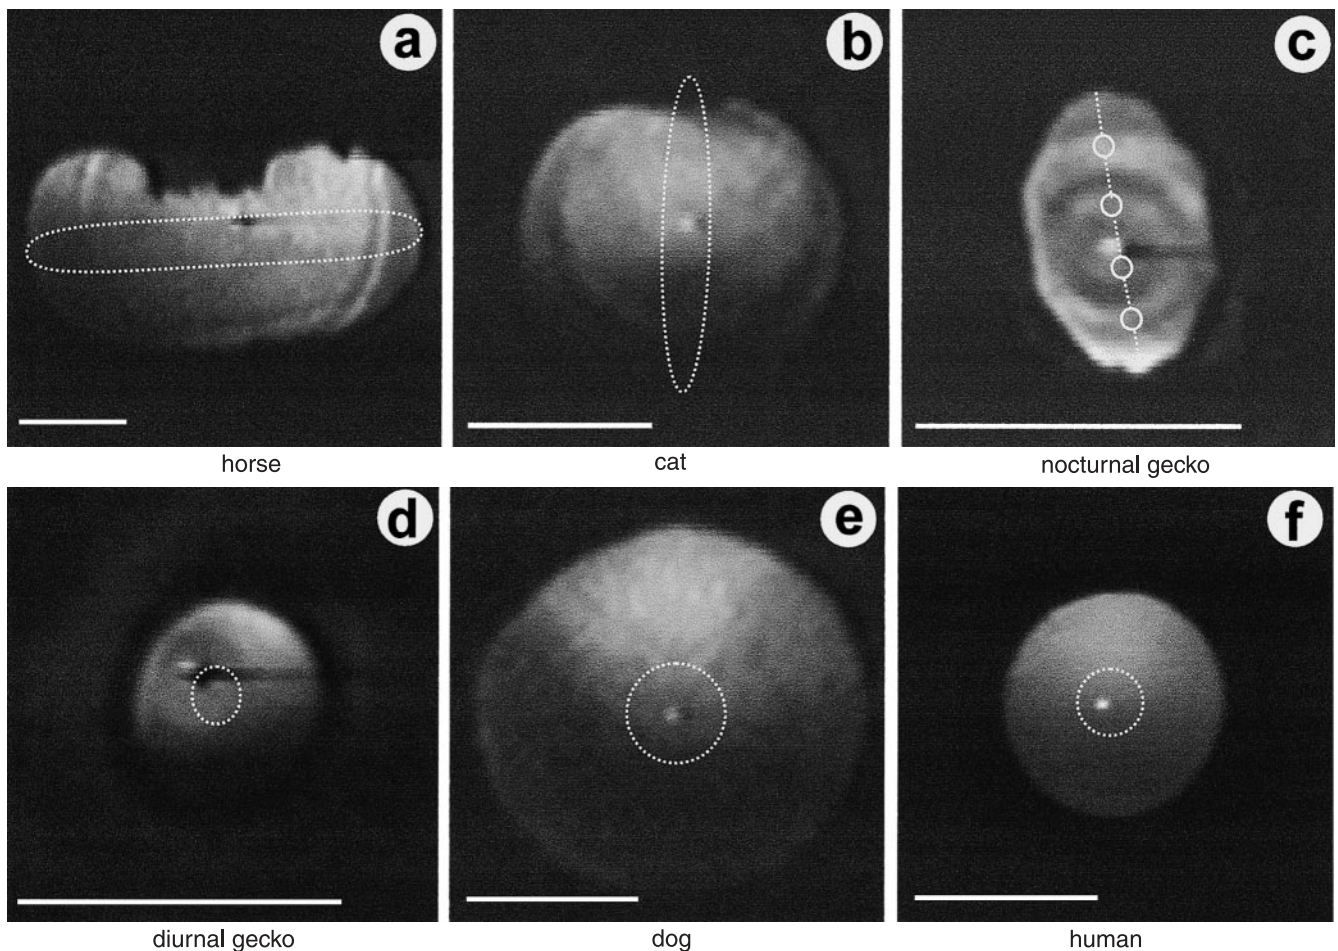 a
b
c
horse
cat
nocturnal gecko
d
e
f
diurnal gecko
dog
human